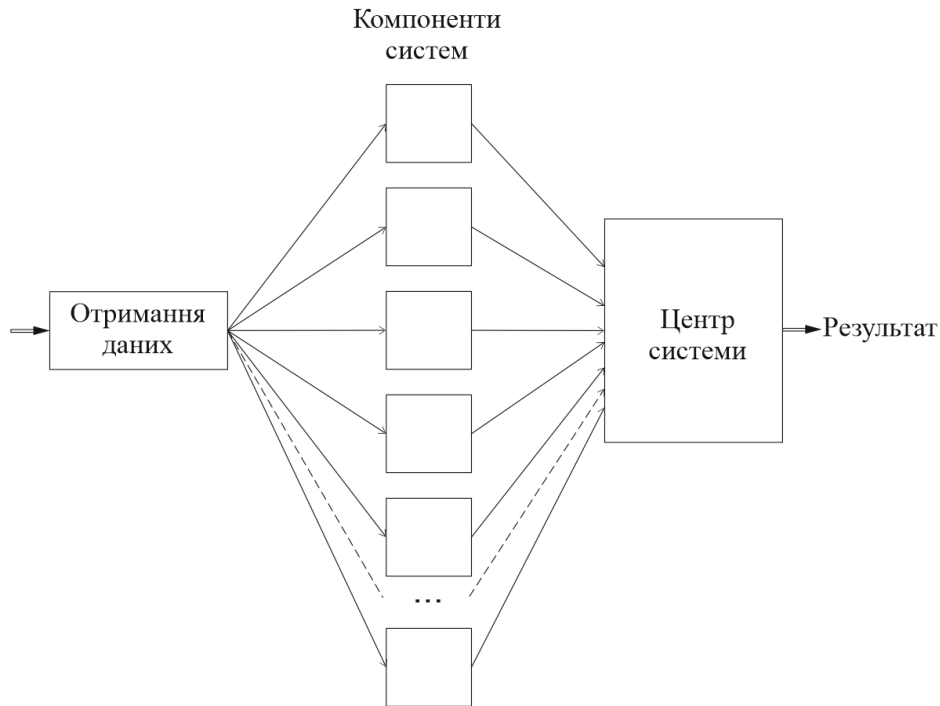 Компоненти
систем
Отримання
даних
Центр
системи
Результат
...